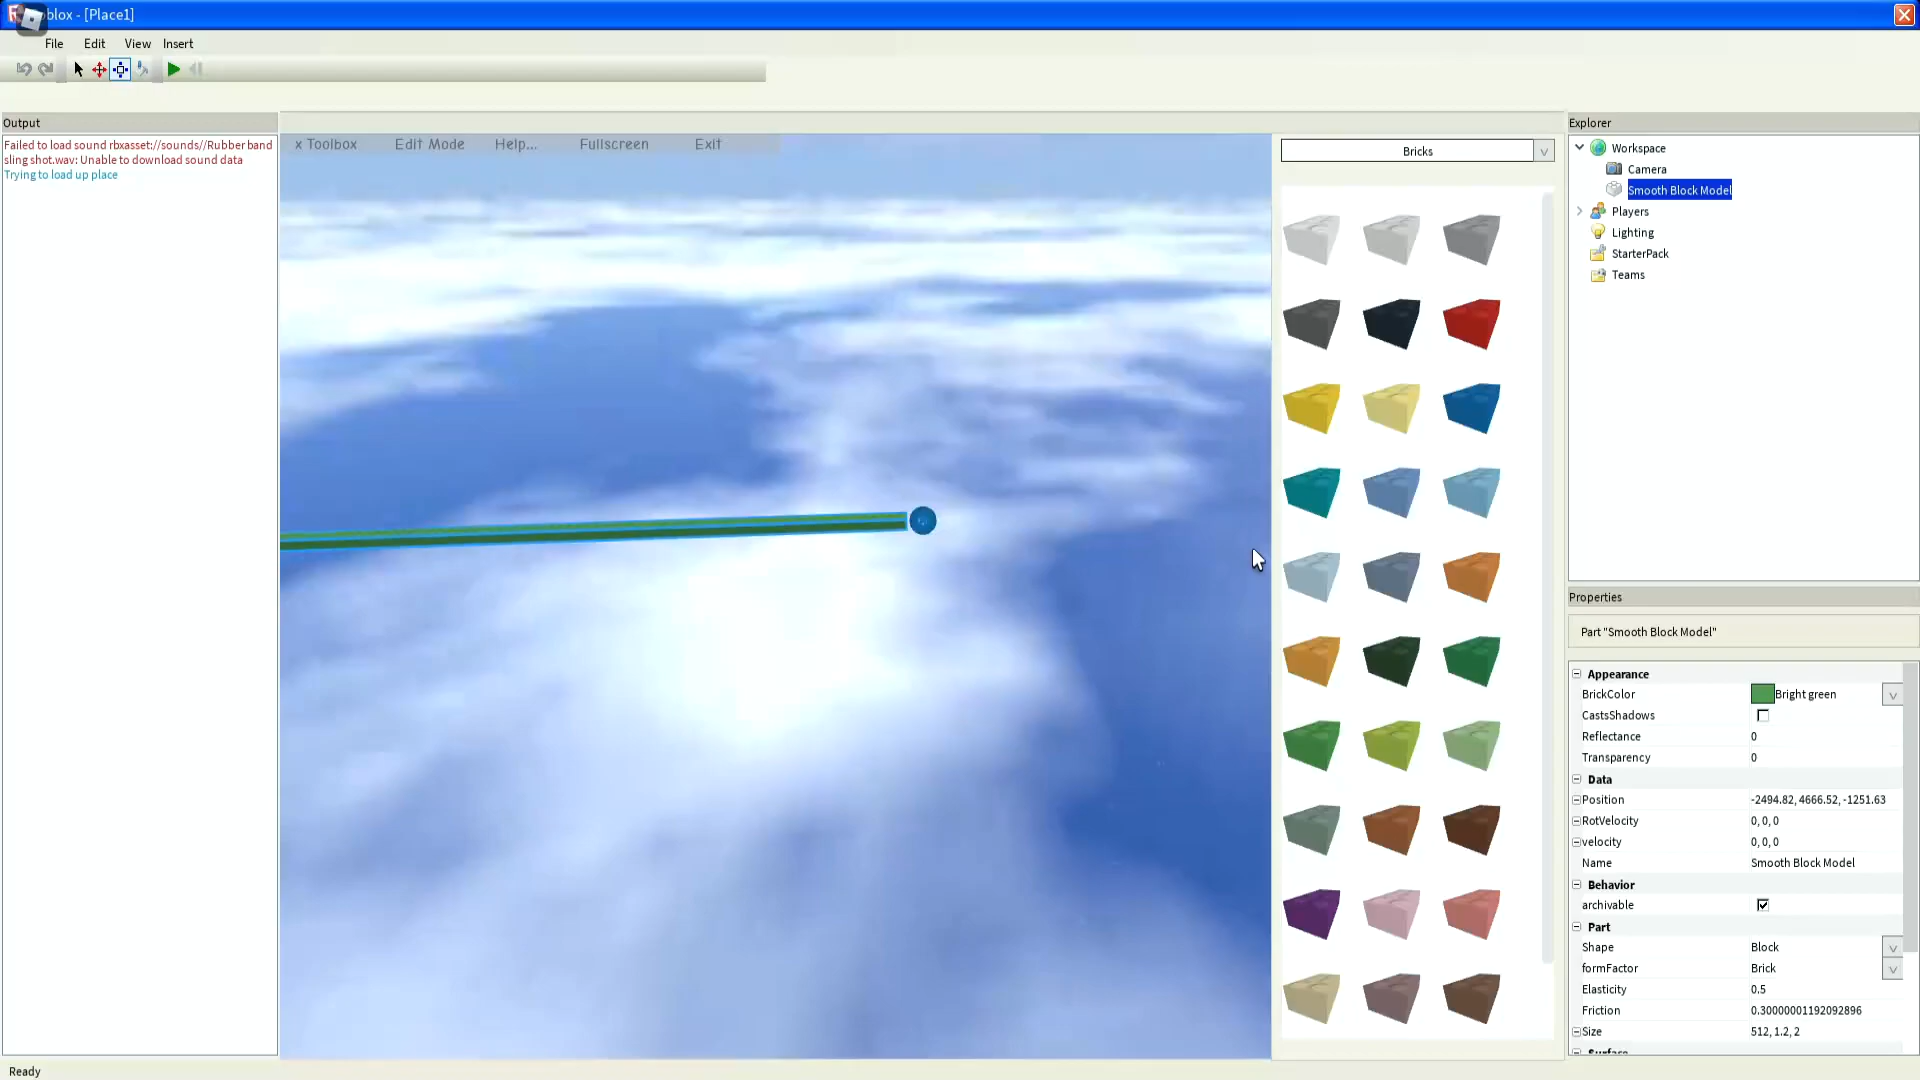 blox - [Place1]
File Edit View Insert
Output
Failed to load sound rbxasset://sounds//Rubber band
sling shot.wav: Unable to download sound data
Trying to load up place
x Toolbox Edit Mode Help... Fullscreen Exit
Bricks
Explorer
Workspace
Camera
Smooth Block Model
Players
Lighting
StarterPack
Teams
Properties
Part "Smooth Block Model"
Appearance
BrickColor Bright green
CastsShadows
Reflectance 0
Transparency 0
Data
Position -2494.82, 4666.52, -1251.63
RotVelocity 0, 0, 0
velocity 0, 0, 0
Name Smooth Block Model
Behavior
archivable
Part
Shape Block
formFactor Brick
Elasticity 0.5
Friction 0.30000001192092896
Size 512, 1.2, 2
Surface
Ready